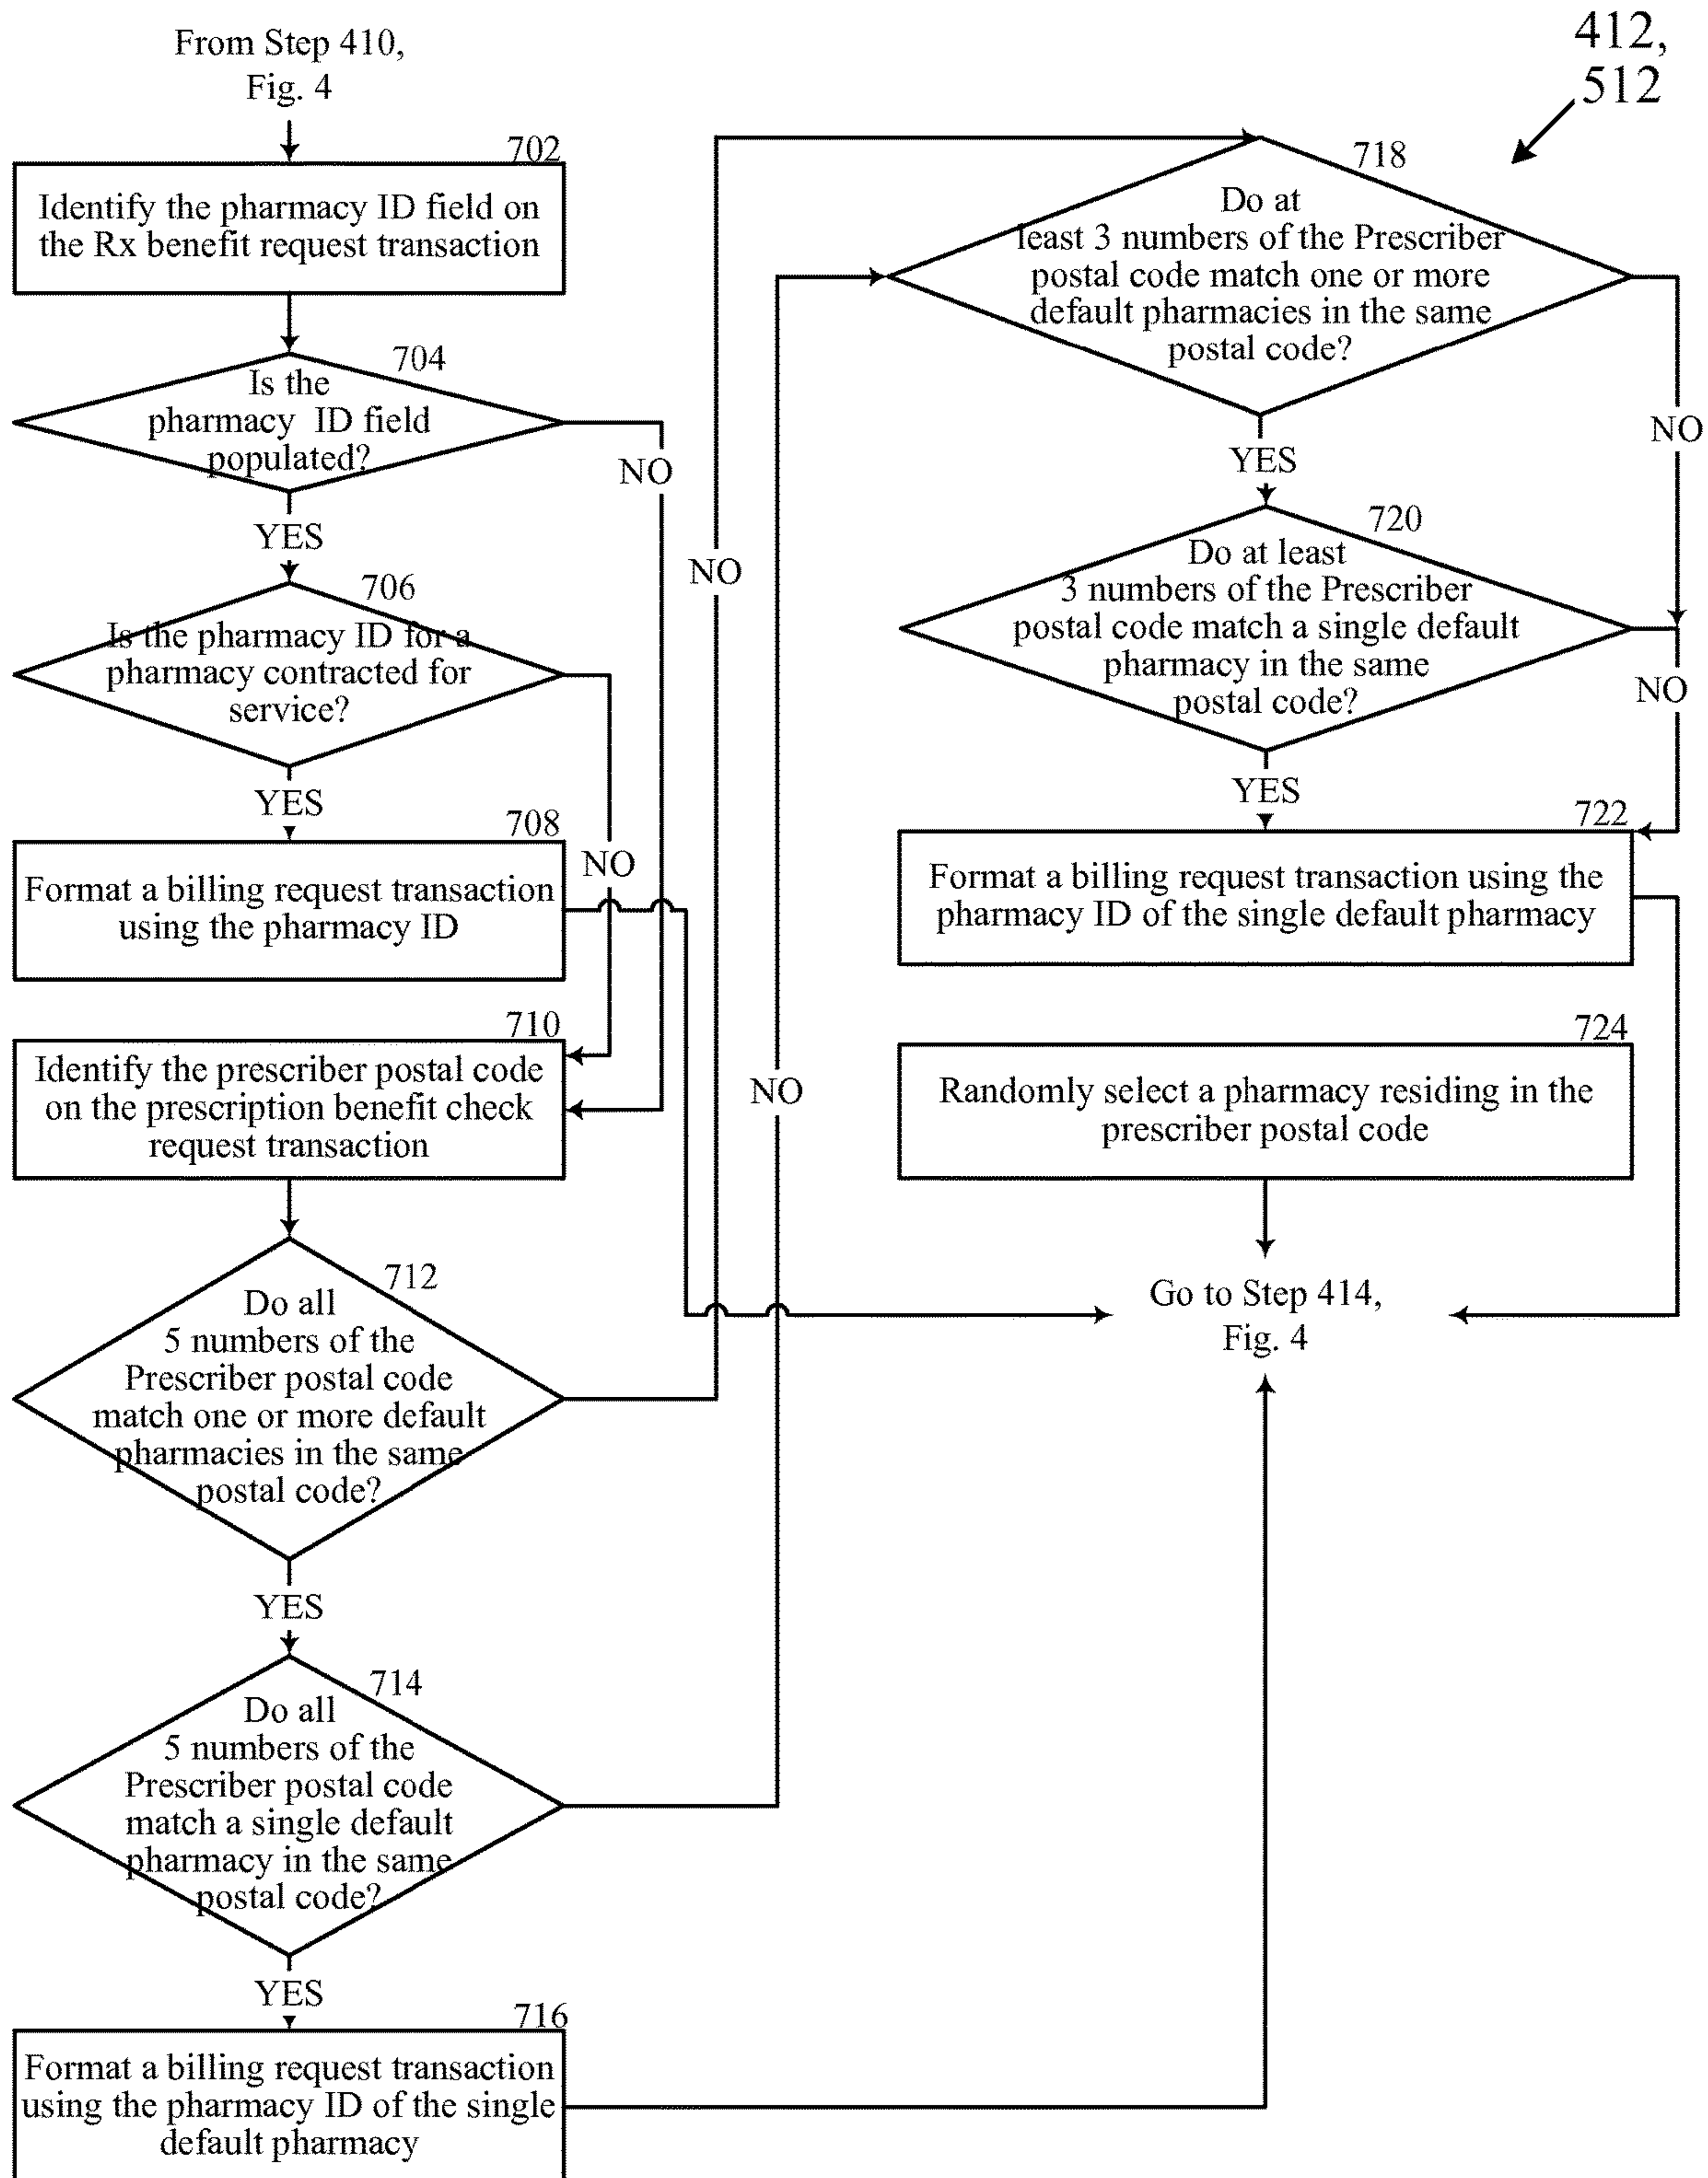 From Step 410,
Fig. 4
702
Identify the pharmacy ID field on
the Rx benefit request transaction
704
Is the
pharmacy ID field
populated?
NO
YES
706
Is the pharmacy ID for a
pharmacy contracted for
service?
YES
NO
708
Format a billing request transaction
using the pharmacy ID
710
Identify the prescriber postal code
on the prescription benefit check
request transaction
712
Do all
5 numbers of the
Prescriber postal code
match one or more default
pharmacies in the same
postal code?
NO
YES
714
Do all
5 numbers of the
Prescriber postal code
match a single default
pharmacy in the same
postal code?
NO
YES
716
Format a billing request transaction
using the pharmacy ID of the single
default pharmacy
412,
512
718
Do at
least 3 numbers of the Prescriber
postal code match one or more
default pharmacies in the same
postal code?
NO
YES
720
Do at least
3 numbers of the Prescriber
postal code match a single default
pharmacy in the same
postal code?
NO
YES
722
Format a billing request transaction using the
pharmacy ID of the single default pharmacy
724
Randomly select a pharmacy residing in the
prescriber postal code
Go to Step 414,
Fig. 4